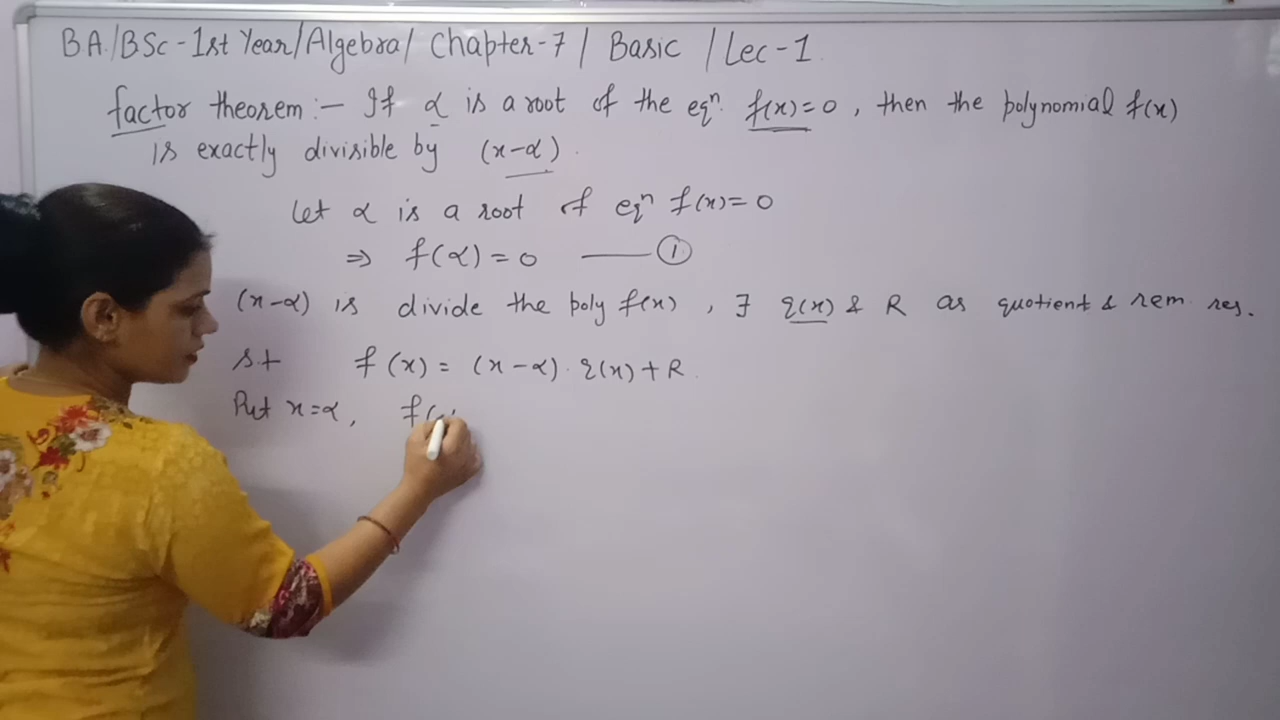 BA/BSc-1st Year/Algebra/ Chapter-7/ Basic /Lec-1
factor theorem:- If α is a root of the eqⁿ. f(x)=0, then the polynomial f(x)
is exactly divisible by (x-α).
Let α is a root of eqⁿ f(x)=0
⇒ f(α)=0 —— ①
(x-α) is divide the poly f(x), ∃ q(x) & R as quotient & rem res.
s.t f(x) = (x-α). q(x)+R
Put x=α, f(